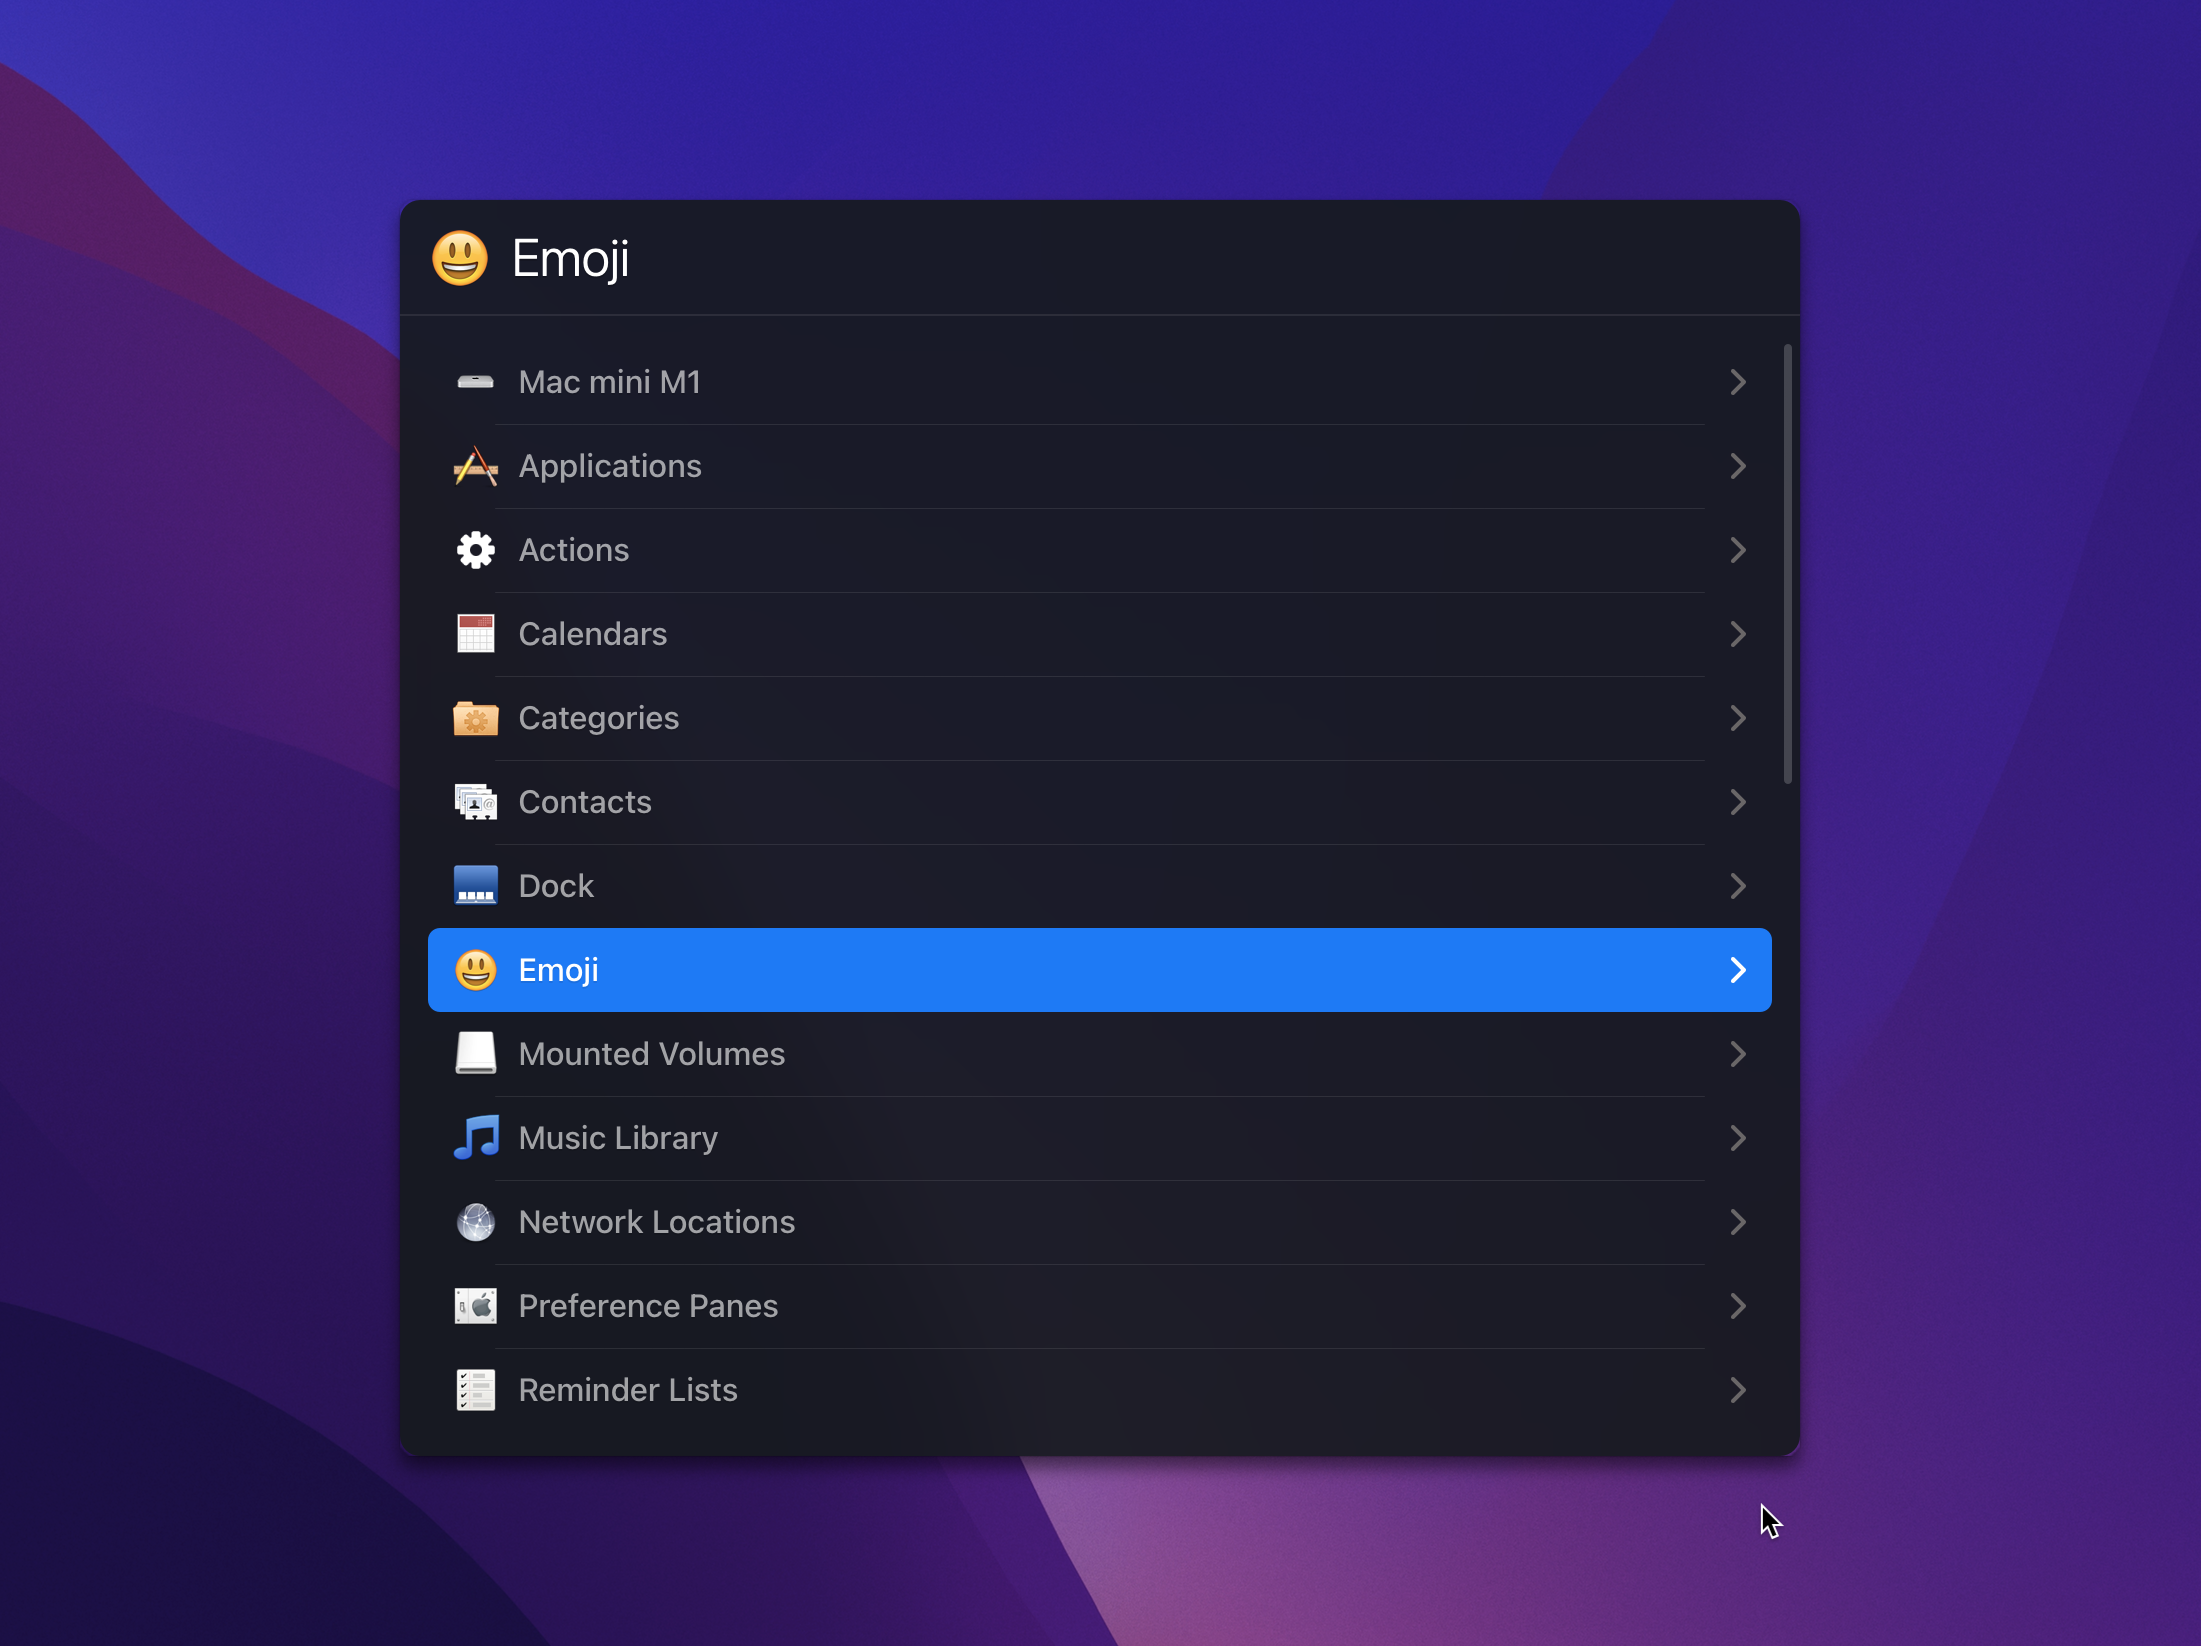 Emoji
Mac mini M1
Applications
Actions
Calendars
Categories
Contacts
Dock
Emoji
Mounted Volumes
Music Library
Network Locations
Preference Panes
Reminder Lists